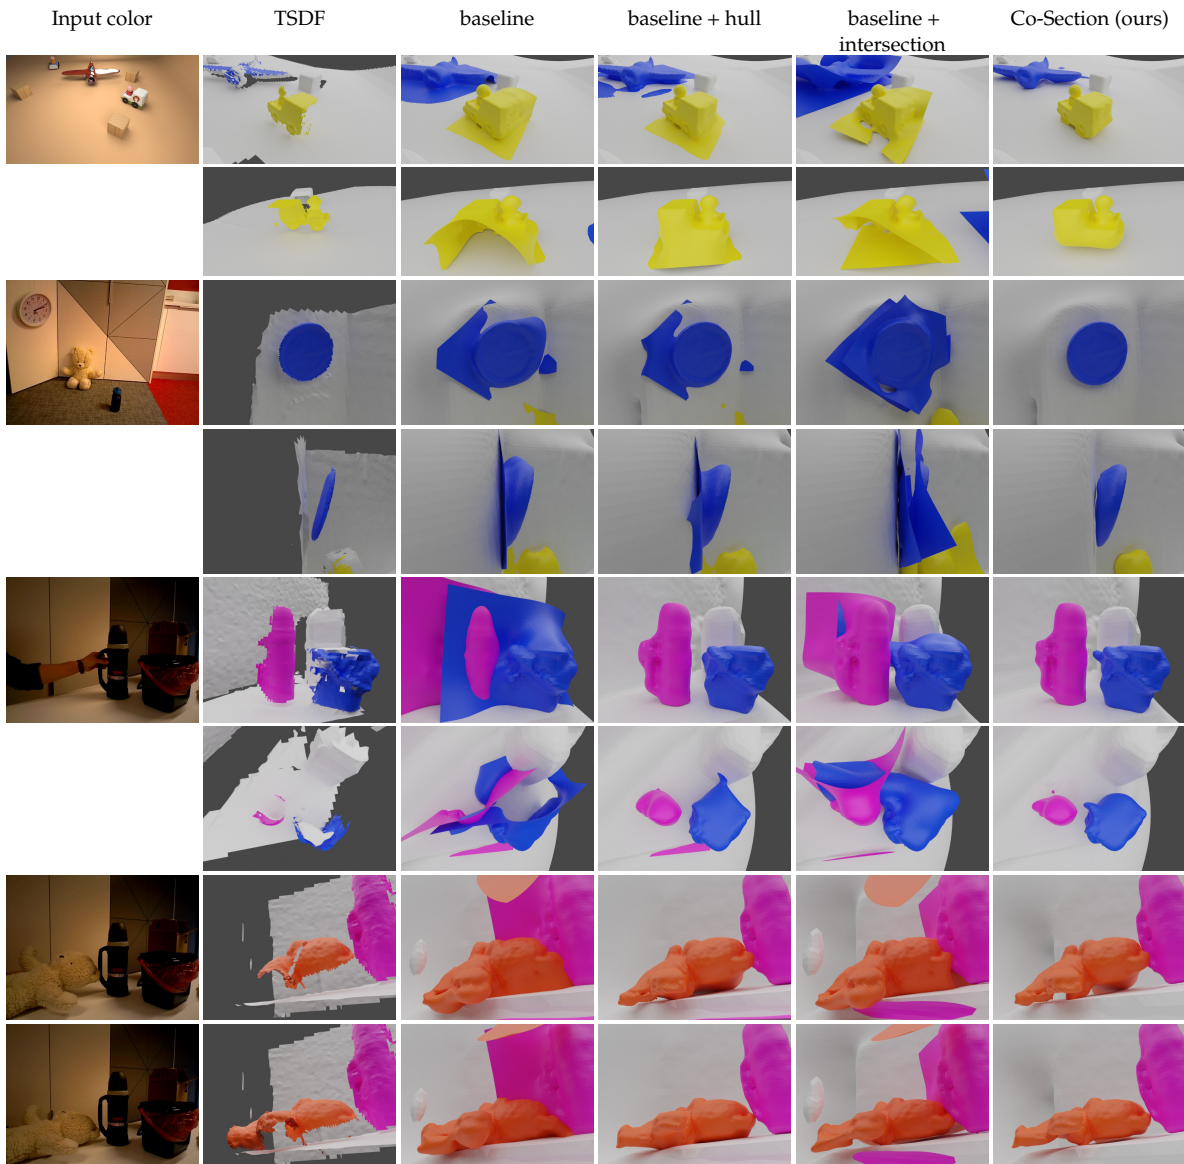 Input color
TSDF
baseline
baseline + hull
baseline +
intersection
Co-Section (ours)